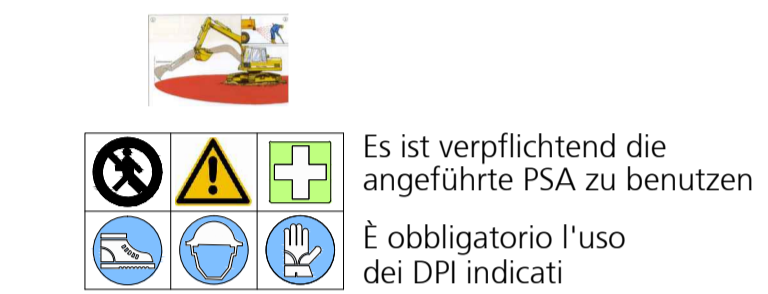 Es ist verpflichtend die
angeführte PSA zu benutzen
È obbligatorio l'uso
dei DPI indicati